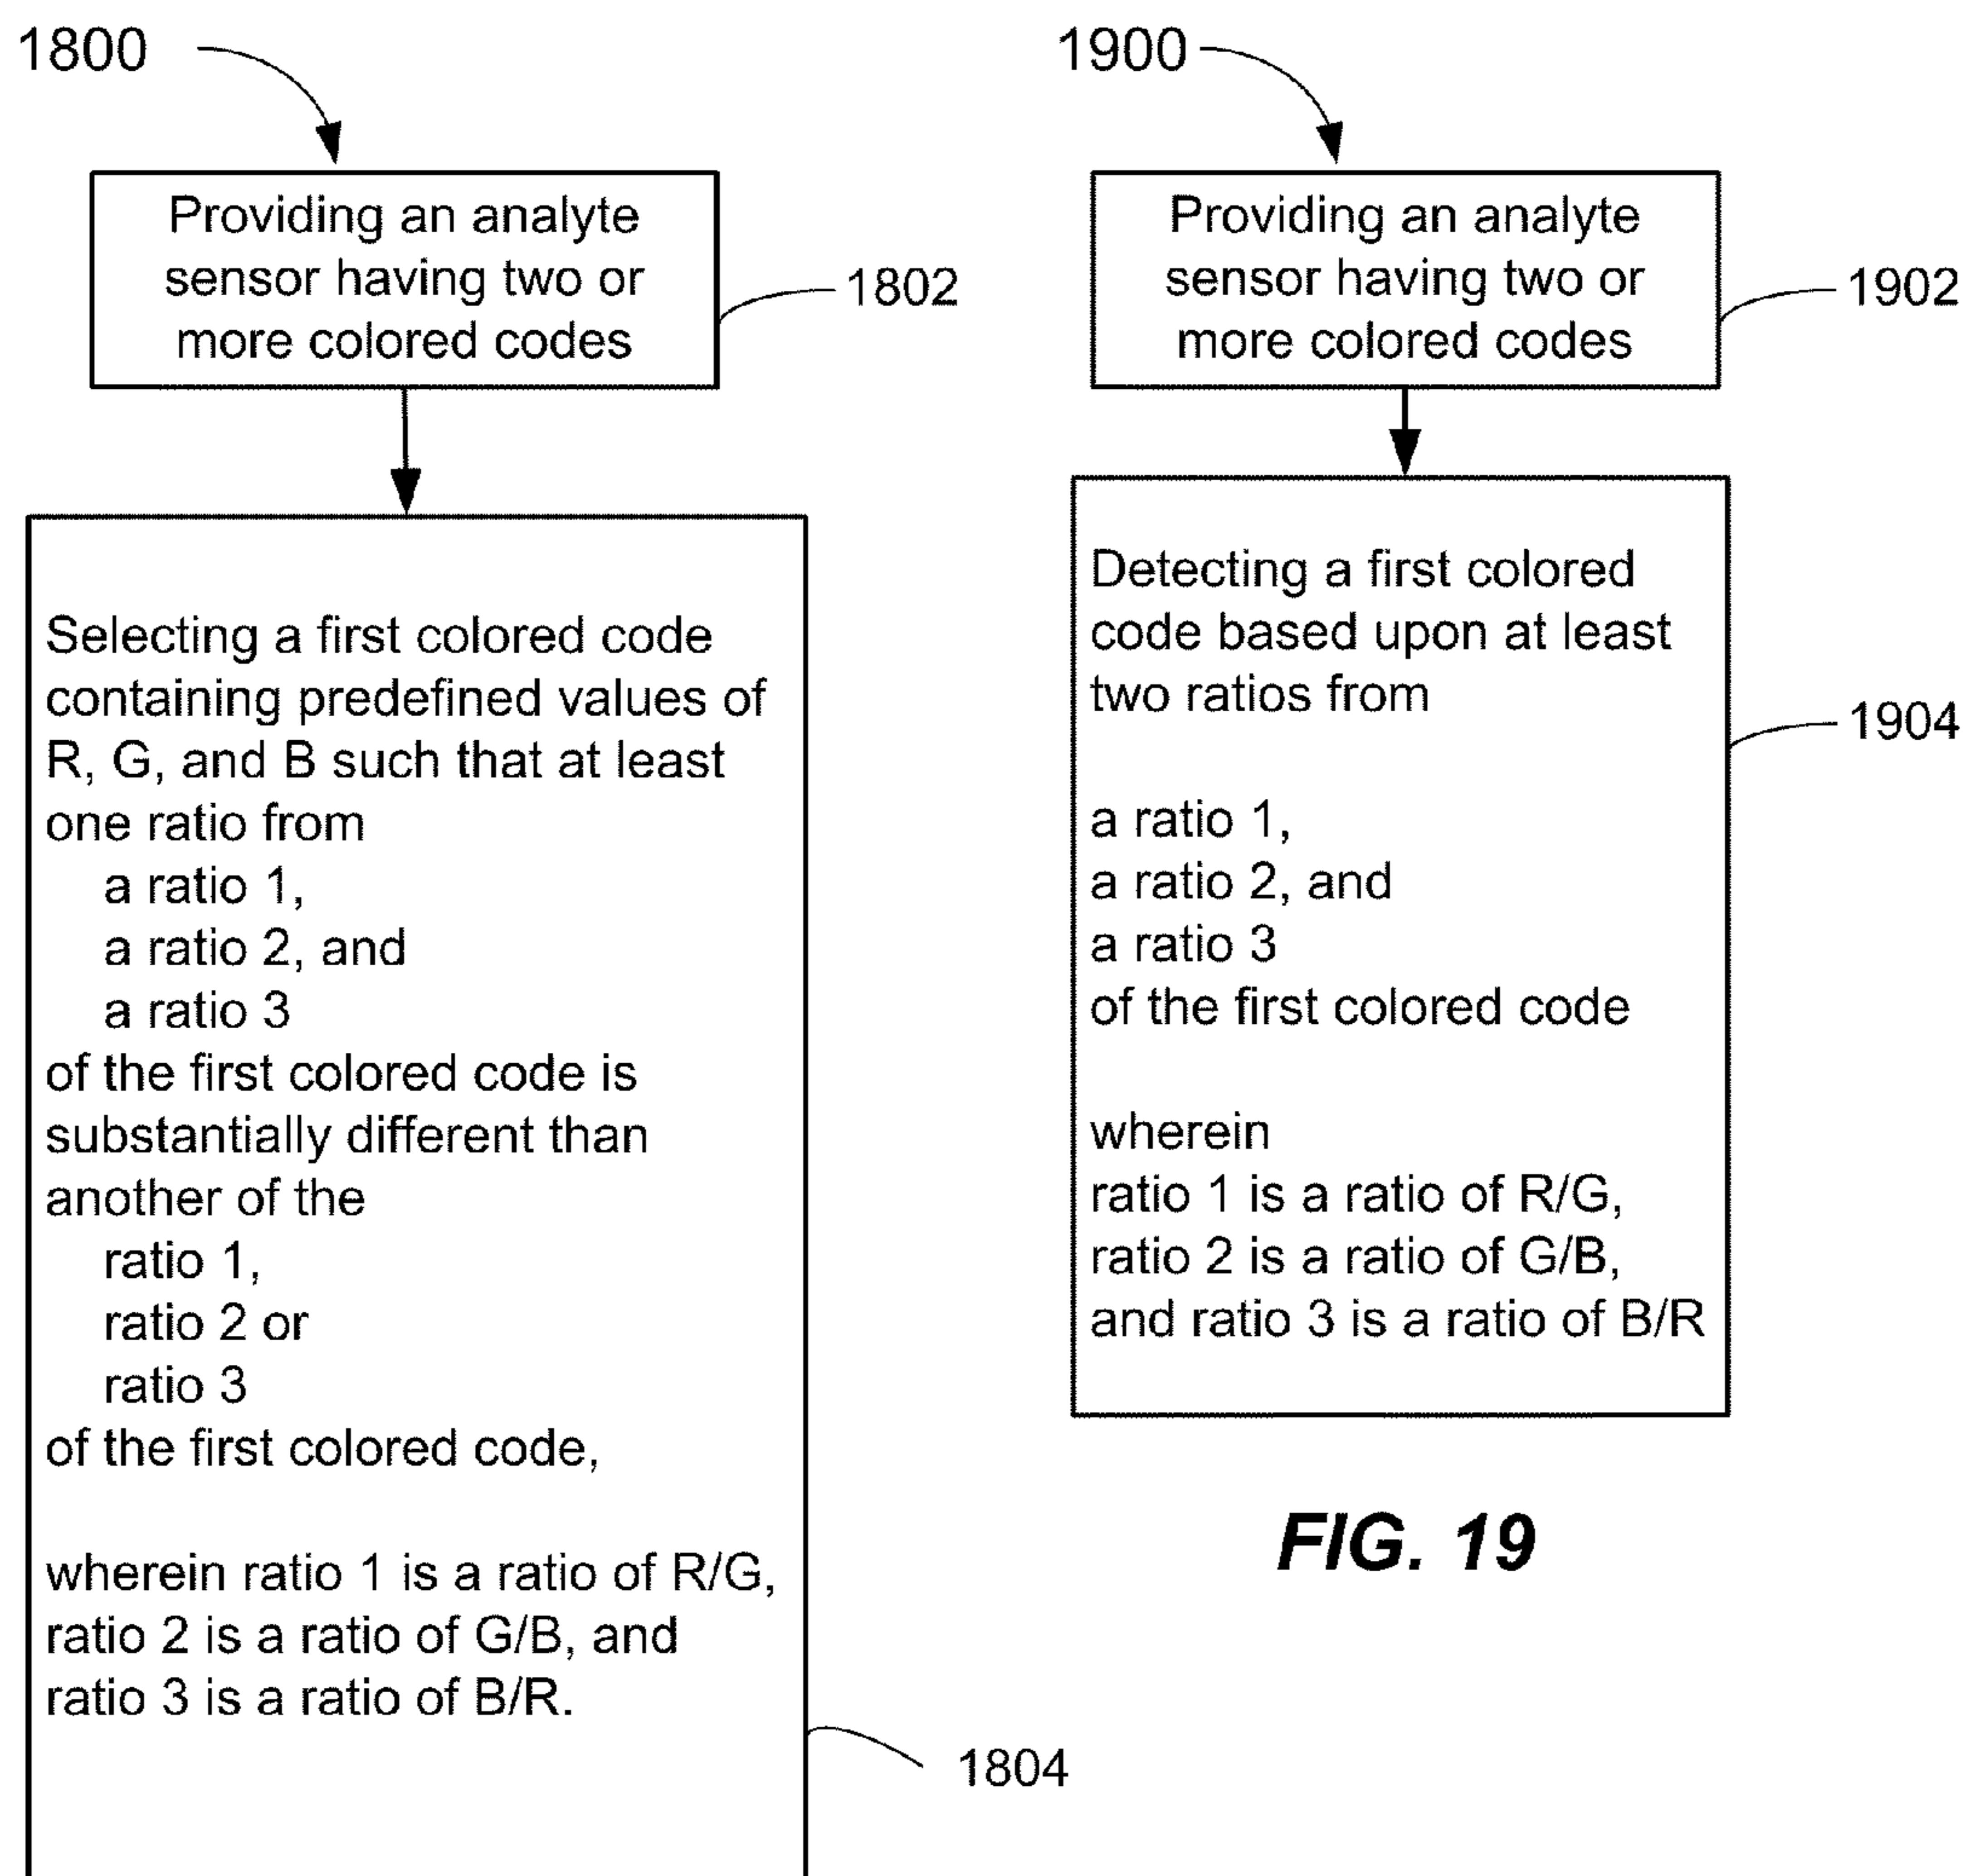 1800
Providing an analyte
sensor having two or
more colored codes
1802
Selecting a first colored code
containing predefined values of
R, G, and B such that at least
one ratio from
a ratio 1,
a ratio 2, and
a ratio 3
of the first colored code is
substantially different than
another of the
ratio 1,
ratio 2 or
ratio 3
of the first colored code,
wherein ratio 1 is a ratio of R/G,
ratio 2 is a ratio of G/B, and
ratio 3 is a ratio of B/R.
1804
1900
Providing an analyte
sensor having two or
more colored codes
1902
Detecting a first colored
code based upon at least
two ratios from
a ratio 1,
a ratio 2, and
a ratio 3
of the first colored code
wherein
ratio 1 is a ratio of R/G,
ratio 2 is a ratio of G/B,
and ratio 3 is a ratio of B/R
1904
FIG. 19